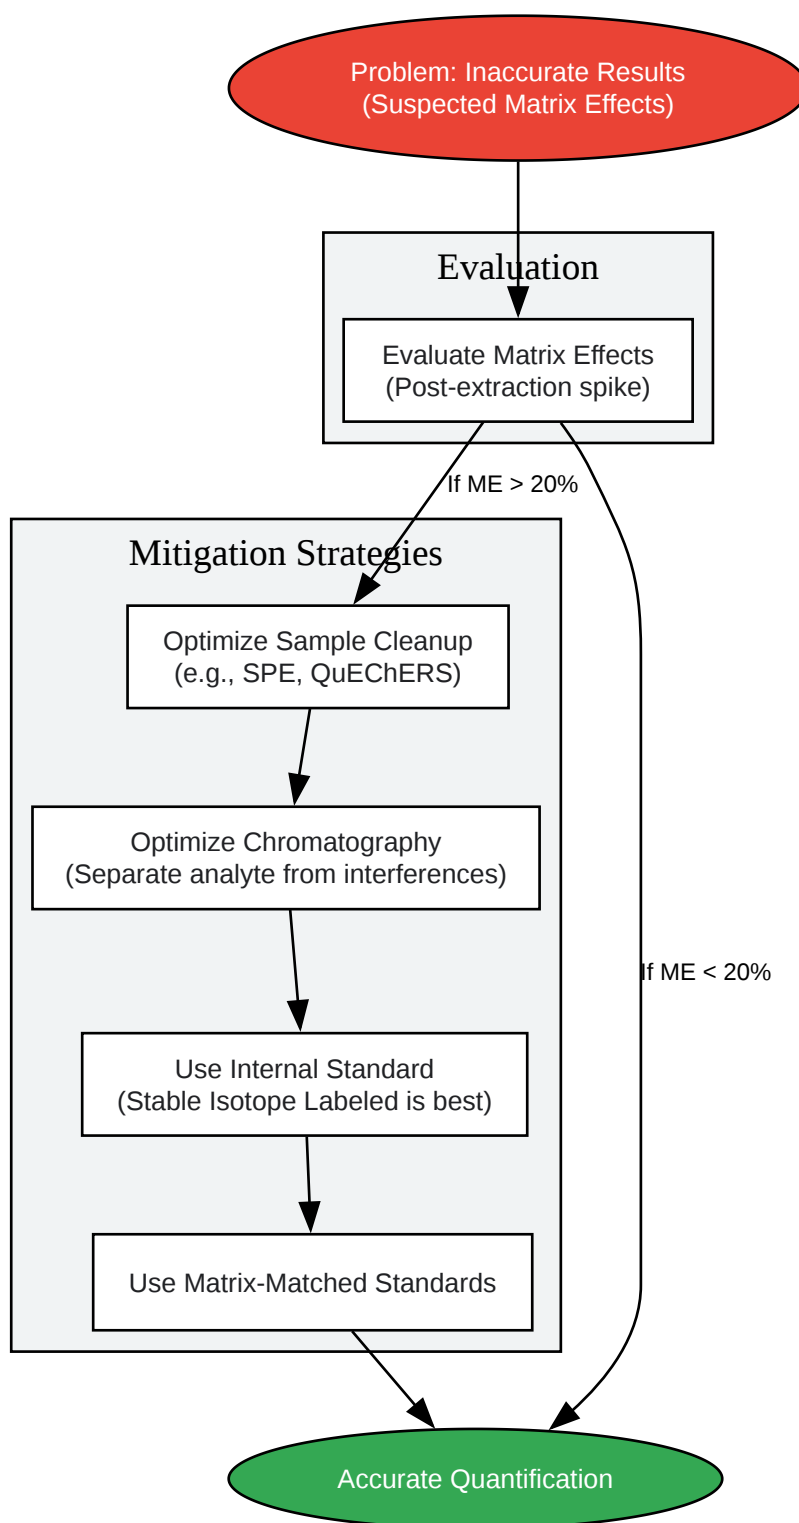 Problem: Inaccurate Results
(Suspected Matrix Effects)
Evaluation
Evaluate Matrix Effects
(Post-extraction spike)
If ME > 20%
Mitigation Strategies
Optimize Sample Cleanup
(e.g., SPE, QuEChERS)
Optimize Chromatography
(Separate analyte from interferences)
If ME < 20%
Use Internal Standard
(Stable Isotope Labeled is best)
Use Matrix-Matched Standards
Accurate Quantification